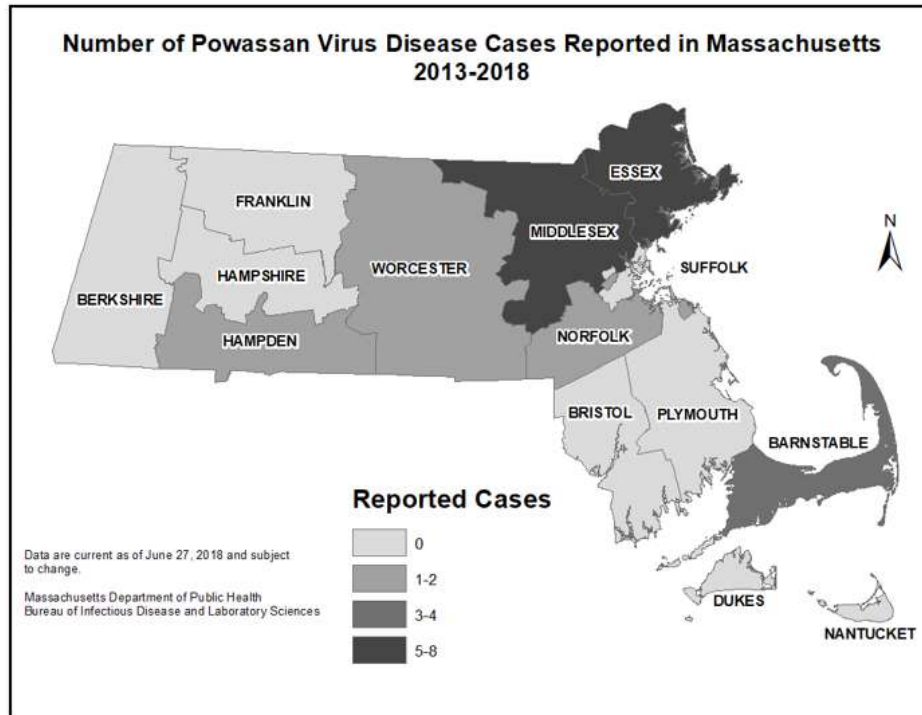 Number of Powassan Virus Disease Cases Reported in Massachusetts
2013-2018
ESSEX
FRANKLIN
MIDDLESEX
N
WORCESTER
SUFFOLK
HAMPSHIRE
BERKSHIRE
HAMPDEN
NORFOLK
BRISTOL
PLYMOUTH
BARNSTABLE
DUKES
NANTUCKET
Reported Cases
0
1-2
3-4
5-8
Data are current as of June 27, 2018 and subject
to change.
Massachusetts Department of Public Health
Bureau of Infectious Disease and Laboratory Sciences